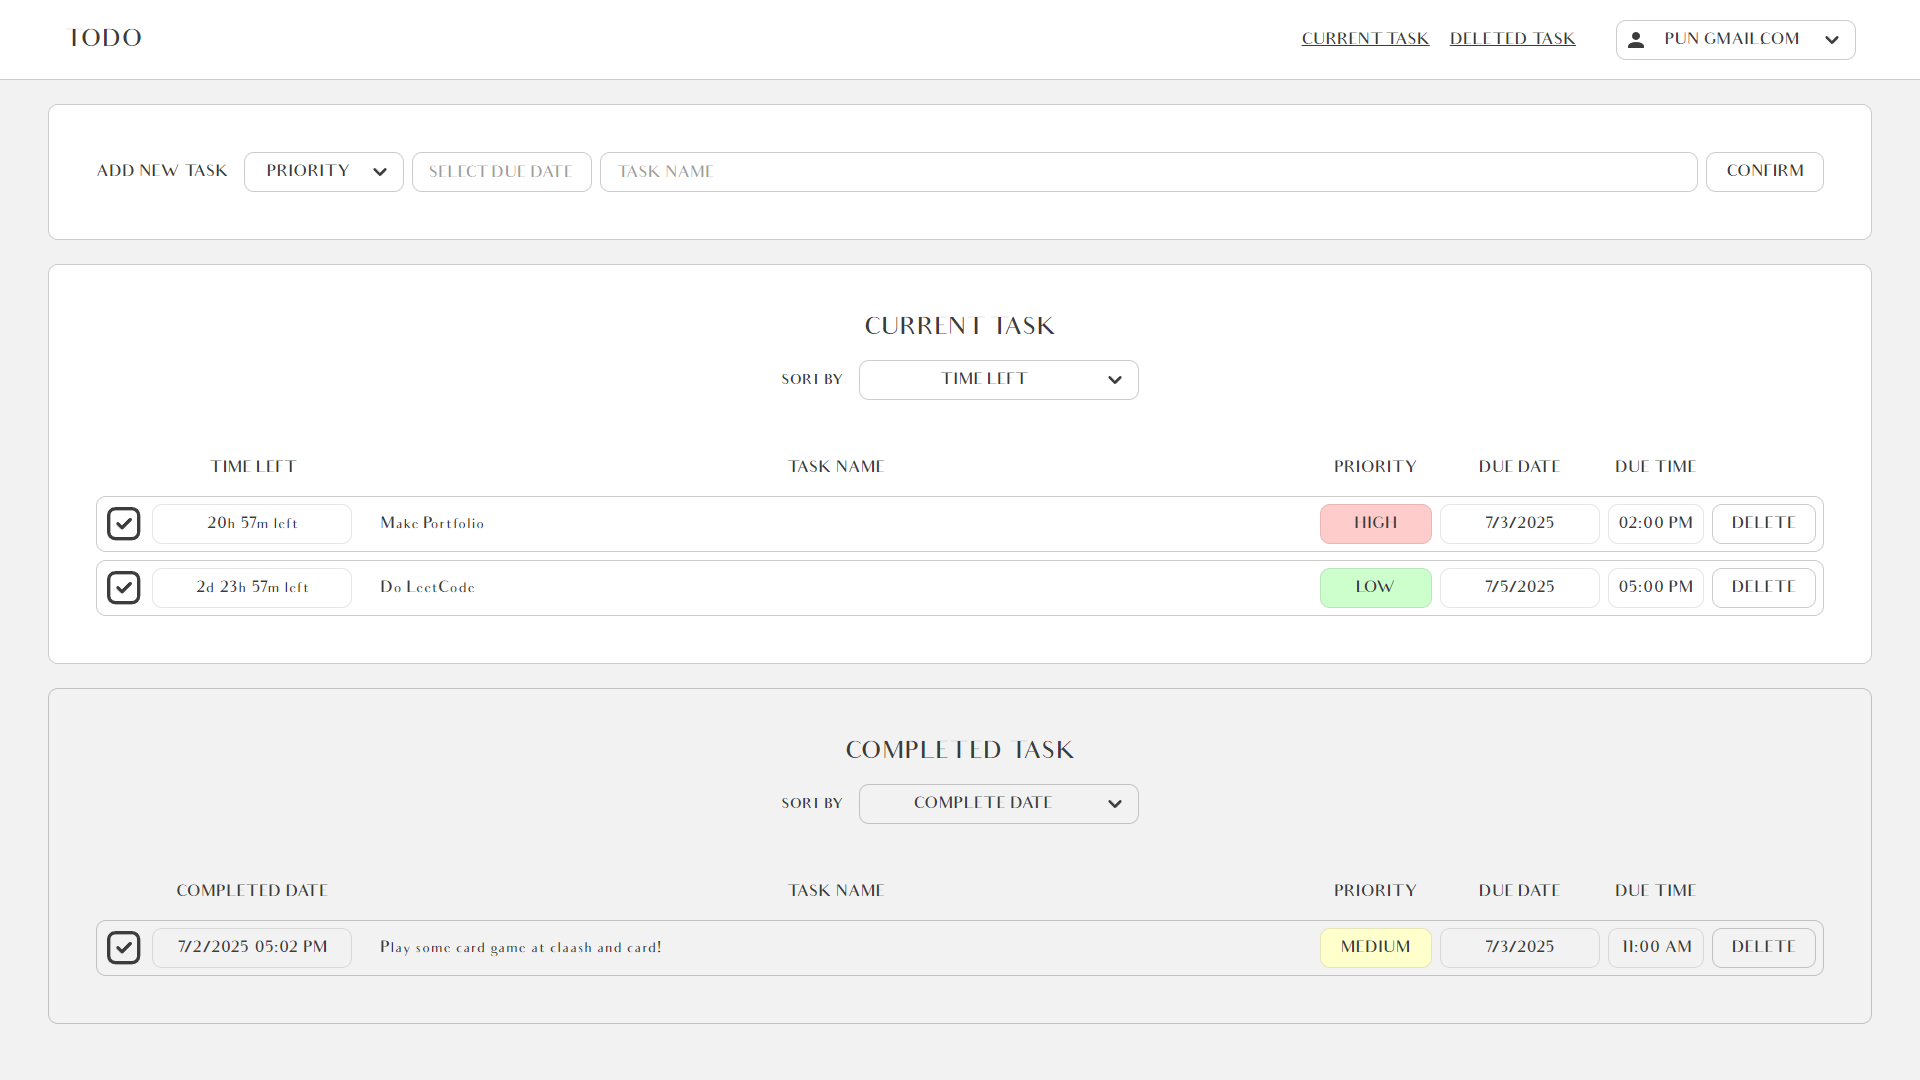 TODO CURRENT TASK DELETED TASK PUN GMAIL.COM
ADD NEW TASK PRIORITY SELECT DUE DATE TASK NAME CONFIRM
CURRENT TASK
SORT BY TIME LEFT
TIME LEFT TASK NAME PRIORITY DUE DATE DUE TIME
20h 57m left Make Portfolio HIGH 7/3/2025 02:00 PM DELETE
2d 23h 57m left Do LeetCode LOW 7/5/2025 05:00 PM DELETE
COMPLETED TASK
SORT BY COMPLETE DATE
COMPLETED DATE TASK NAME PRIORITY DUE DATE DUE TIME
7/2/2025 05:02 PM Play some card game at claash and card! MEDIUM 7/3/2025 11:00 AM DELETE